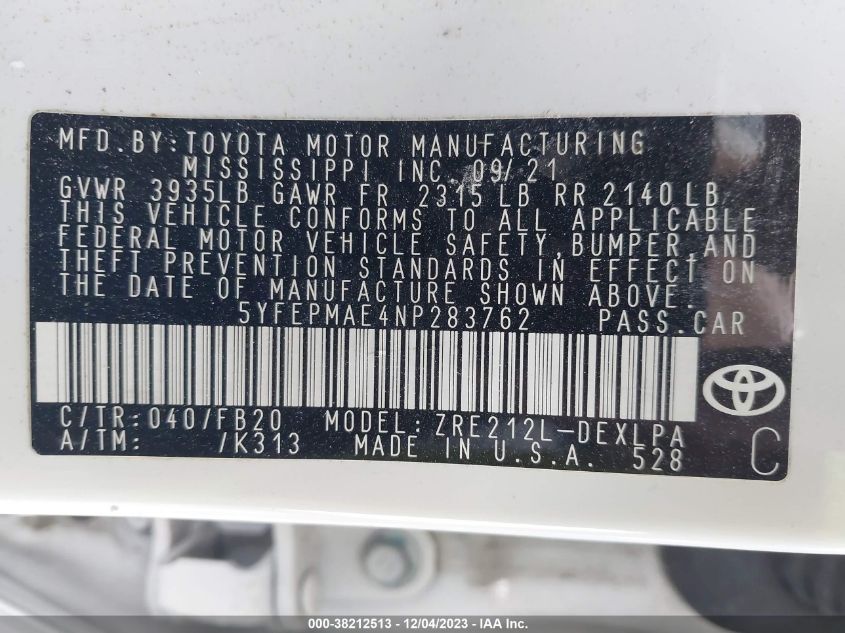 MFD. BY: TOYOTA MOTOR MANUFACTURING
MISSISSIPPI INC. 09/21
GVWR 3935LB GAWR FR 2315 LB RR 2140 LB
THIS VEHICLE CONFORMS TO ALL APPLICABLE
FEDERAL MOTOR VEHICLE SAFETY, BUMPER, AND
THEFT PREVENTION STANDARDS IN EFFECT ON
THE DATE OF MANUFACTURE SHOWN ABOVE.
5YFEPMAE4NP283762 PASS. CAR
C/TR: 040/FB20 MODEL: ZRE212L-DEXLPA
A/TM: /K313 MADE IN U.S.A. 528 C
000-38212513 - 12/04/2023 - IAA Inc.